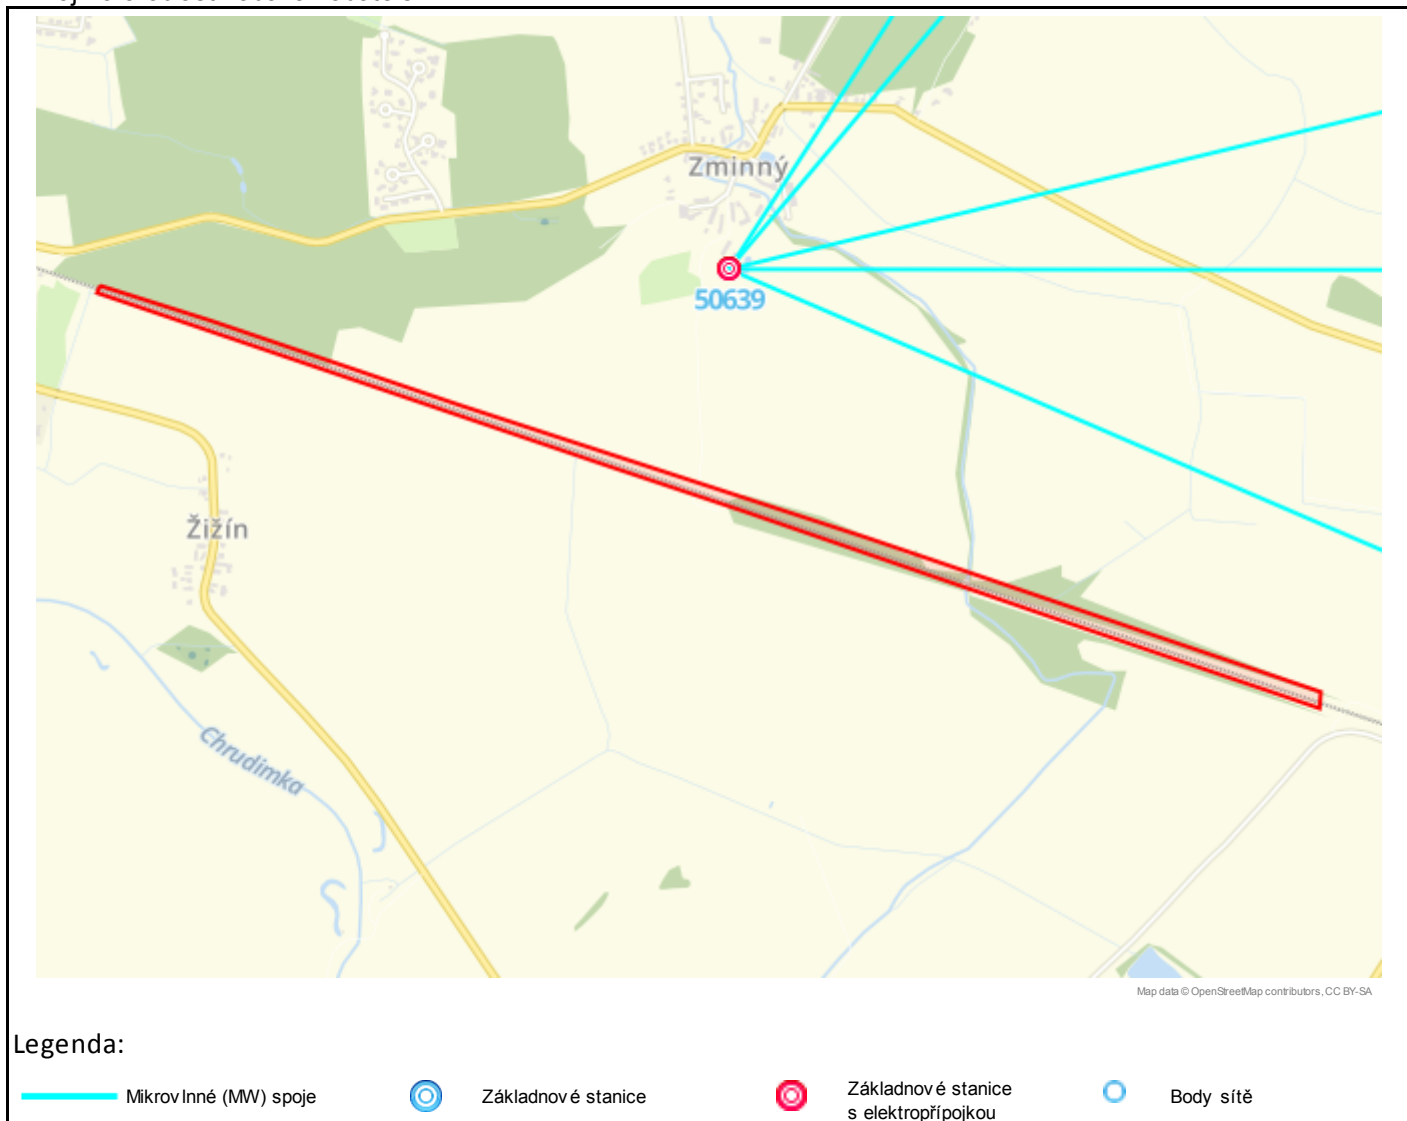 Zminný
50639
Žižín
Chrudimka
Map data © OpenStreetMap contributors, CC BY-SA
Legenda:
Mikrovlnné (MW) spoje
Základnové stanice
Základnové stanice
s elektropřípojkou
Body sítě